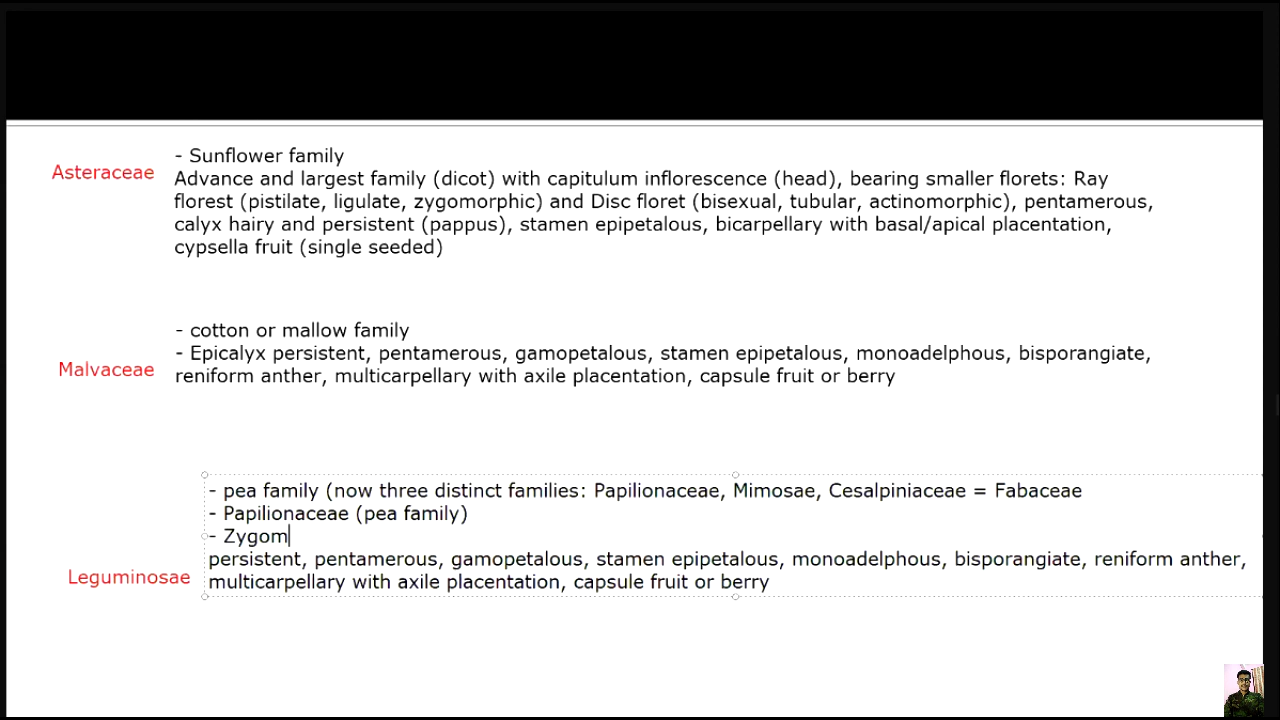 Asteraceae
- Sunflower family
Advance and largest family (dicot) with capitulum inflorescence (head), bearing smaller florets: Ray
florest (pistilate, ligulate, zygomorphic) and Disc floret (bisexual, tubular, actinomorphic), pentamerous,
calyx hairy and persistent (pappus), stamen epipetalous, bicarpellary with basal/apical placentation,
cypsella fruit (single seeded)
Malvaceae
- cotton or mallow family
- Epicalyx persistent, pentamerous, gamopetalous, stamen epipetalous, monoadelphous, bisporangiate,
reniform anther, multicarpellary with axile placentation, capsule fruit or berry
Leguminosae
- pea family (now three distinct families: Papilionaceae, Mimosae, Cesalpiniaceae = Fabaceae
- Papilionaceae (pea family)
- Zygom
persistent, pentamerous, gamopetalous, stamen epipetalous, monoadelphous, bisporangiate, reniform anther,
multicarpellary with axile placentation, capsule fruit or berry